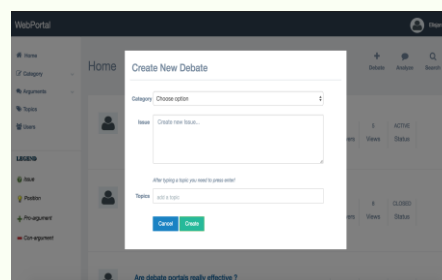 WebPortal
Home
Category
Arguments
Topics
Users
LEGEND
Issue
Position
Pro-argument
Con-argument
Home
Debate
Analysis
Search
Create New Debate
Category
Choose option
Issue
Create new Issue...
After typing a topic you need to press enter!
Topics
add a topic
Cancel
Create
Views
ACTIVE
Status
Views
CLOSED
Status
Are debate portals really effective ?